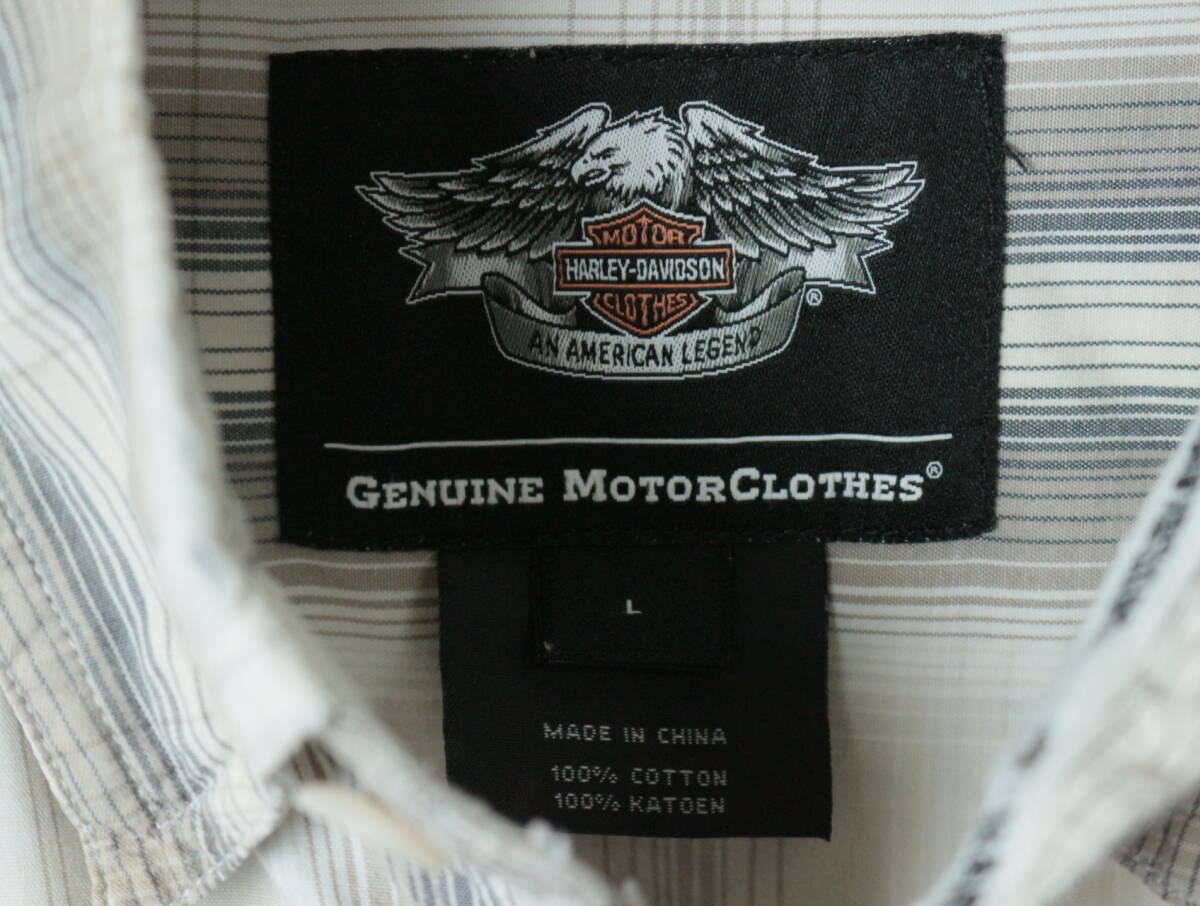 MOTOR
HARLEY-DAVIDSON
CLOTHES
®
AN AMERICAN LEGEND
GENUINE MOTORCLOTHES®
L
MADE IN CHINA
100% COTTON
100% KATOEN